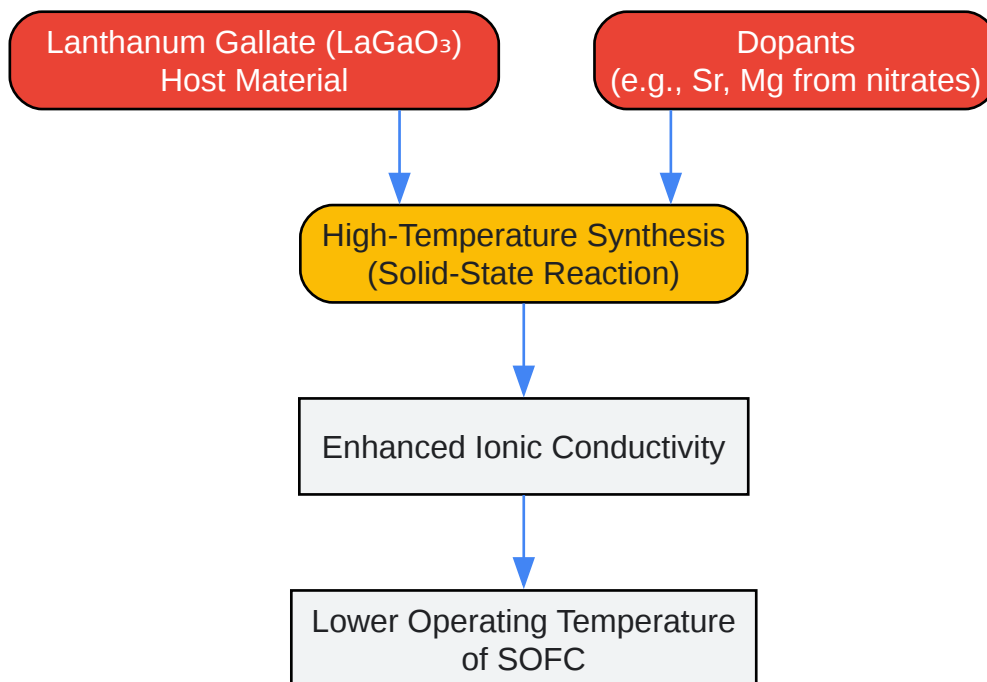 Lanthanum Gallate (LaGaO₃)
Host Material
Dopants
(e.g., Sr, Mg from nitrates)
High-Temperature Synthesis
(Solid-State Reaction)
Enhanced Ionic Conductivity
Lower Operating Temperature
of SOFC